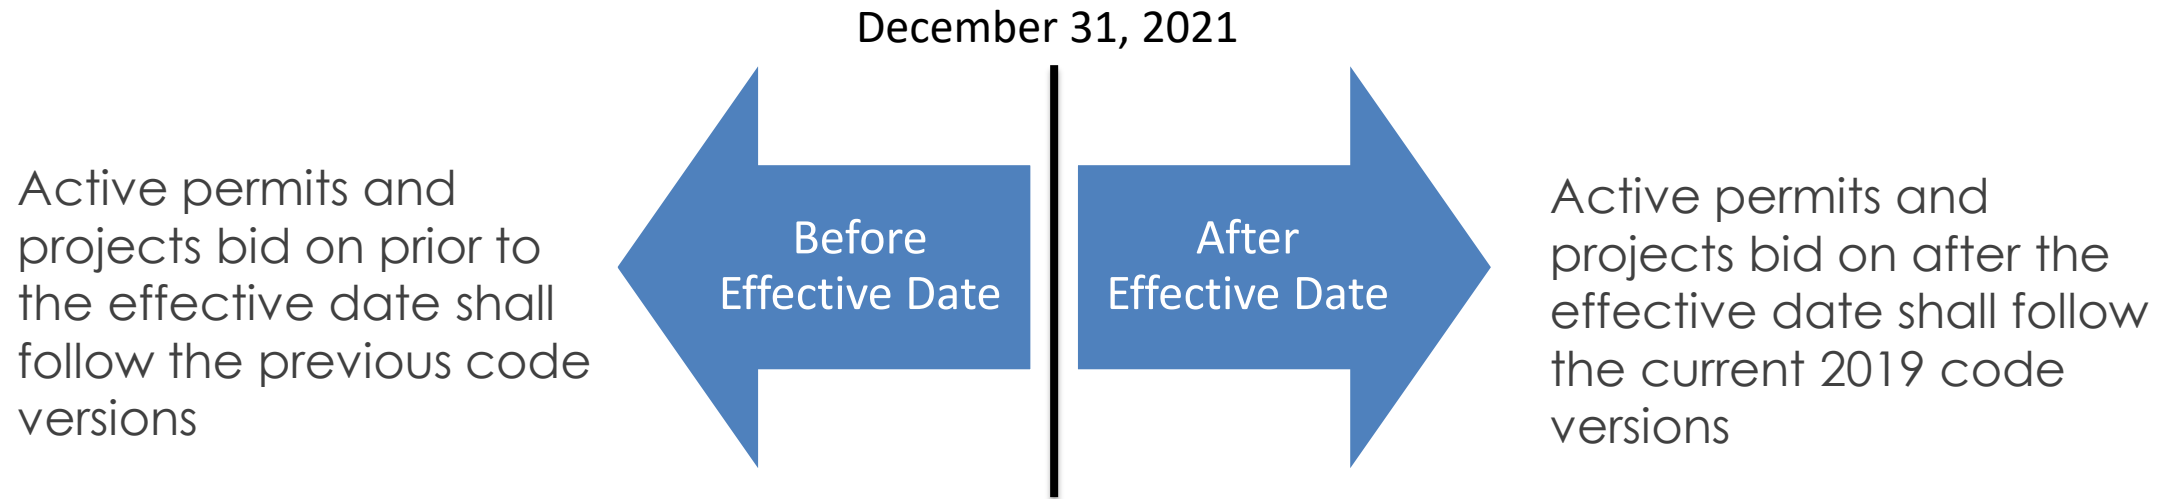 December 31, 2021
Active permits and
projects bid on prior to
the effective date shall
follow the previous code
versions
Before
Effective Date
After
Effective Date
Active permits and
projects bid on after the
effective date shall follow
the current 2019 code
versions